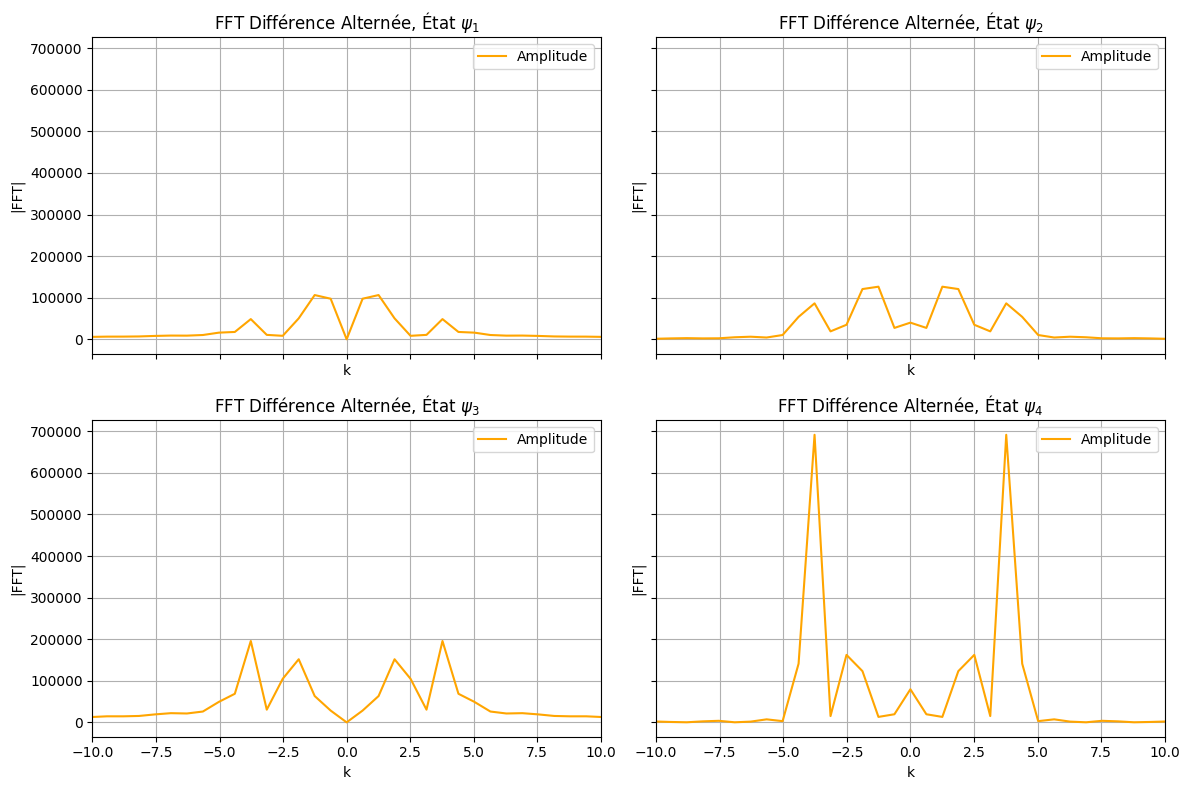 FFT Différence Alternée, État ψ1
Amplitude
700000
600000
500000
400000
300000
200000
100000
0
|FFT|
k
FFT Différence Alternée, État ψ2
Amplitude
|FFT|
k
FFT Différence Alternée, État ψ3
Amplitude
700000
600000
500000
400000
300000
200000
100000
0
|FFT|
−10.0 −7.5 −5.0 −2.5 0.0 2.5 5.0 7.5 10.0
k
FFT Différence Alternée, État ψ4
Amplitude
|FFT|
−10.0 −7.5 −5.0 −2.5 0.0 2.5 5.0 7.5 10.0
k